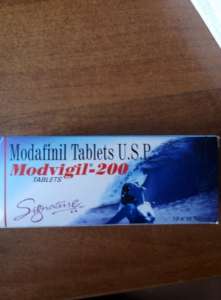 Modafinil Tablets U.S.P.
Modvigil®-200
TABLETS
Signature